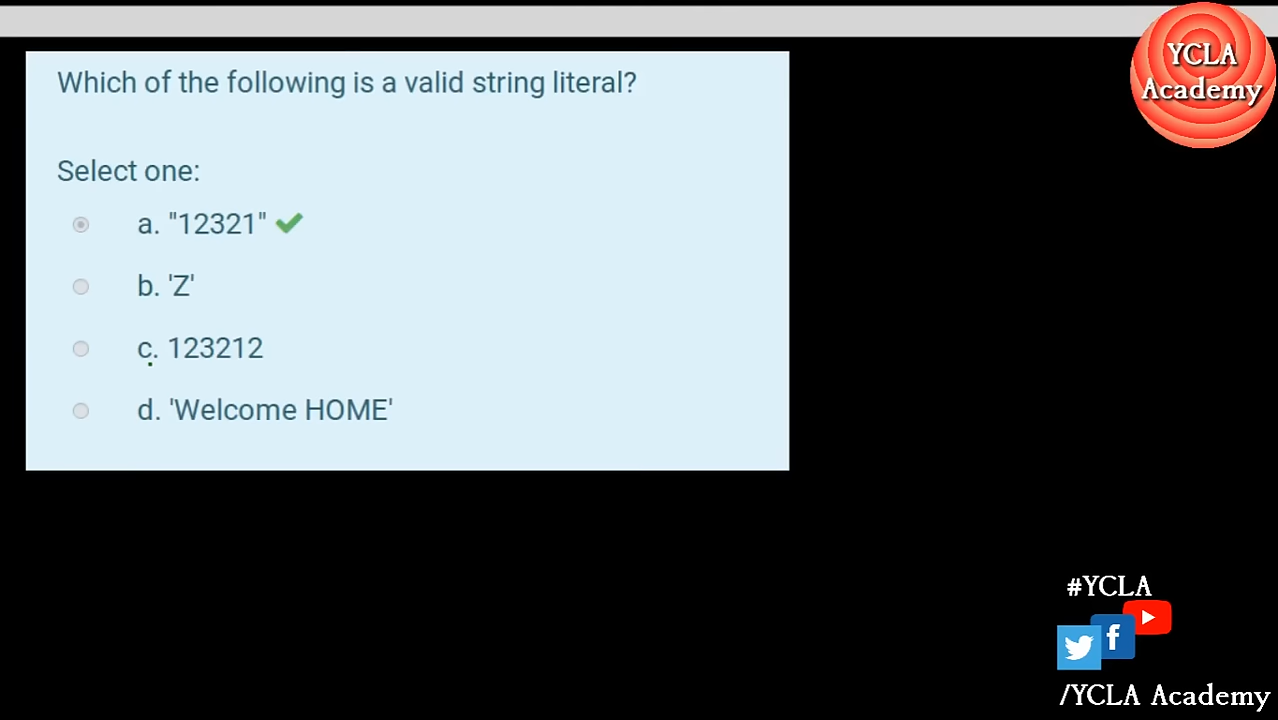 YCLA
Academy
Which of the following is a valid string literal?
Select one:
a. "12321"
b. 'Z'
c. 123212
d. 'Welcome HOME'
#YCLA
f
/YCLA Academy